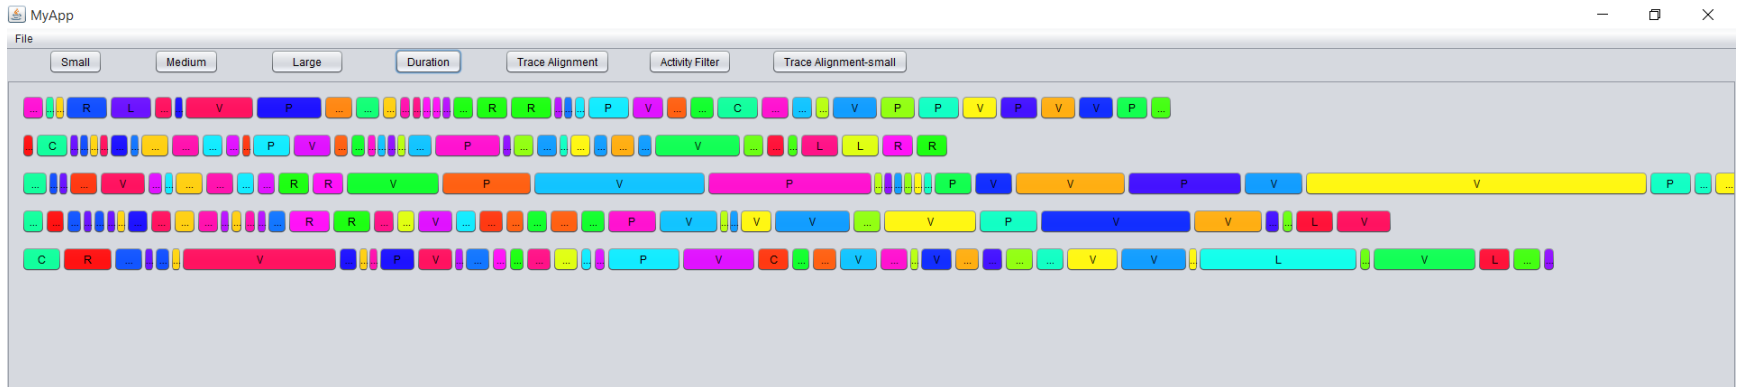 MyApp
File
Small Medium Large Duration Trace Alignment Activity Filter Trace Alignment-small
... ... ... R L ... ... V P ... ... ... ... ... ... ... ... ... R R ... ... ... P V ... ... C ... ... ... V P P V P V V P ...
... C ... ... ... ... ... ... ... ... ... ... ... P V ... ... ... ... ... ... ... P ... ... ... ... ... ... ... ... V ... ... ... L L R R
... ... ... ... V ... ... ... ... ... ... R R V P V P ... ... ... ... ... ... P V V P V V P ... ...
... ... ... ... ... ... ... ... ... ... ... ... ... ... ... ... R R ... ... V ... ... ... ... ... ... P V ... ... V V ... V P V V ... ... L V
C R ... ... ... ... V ... ... ... P V ... ... ... ... ... ... ... ... P V C ... ... V ... ... V ... ... ... ... V V ... L ... V L ... ...